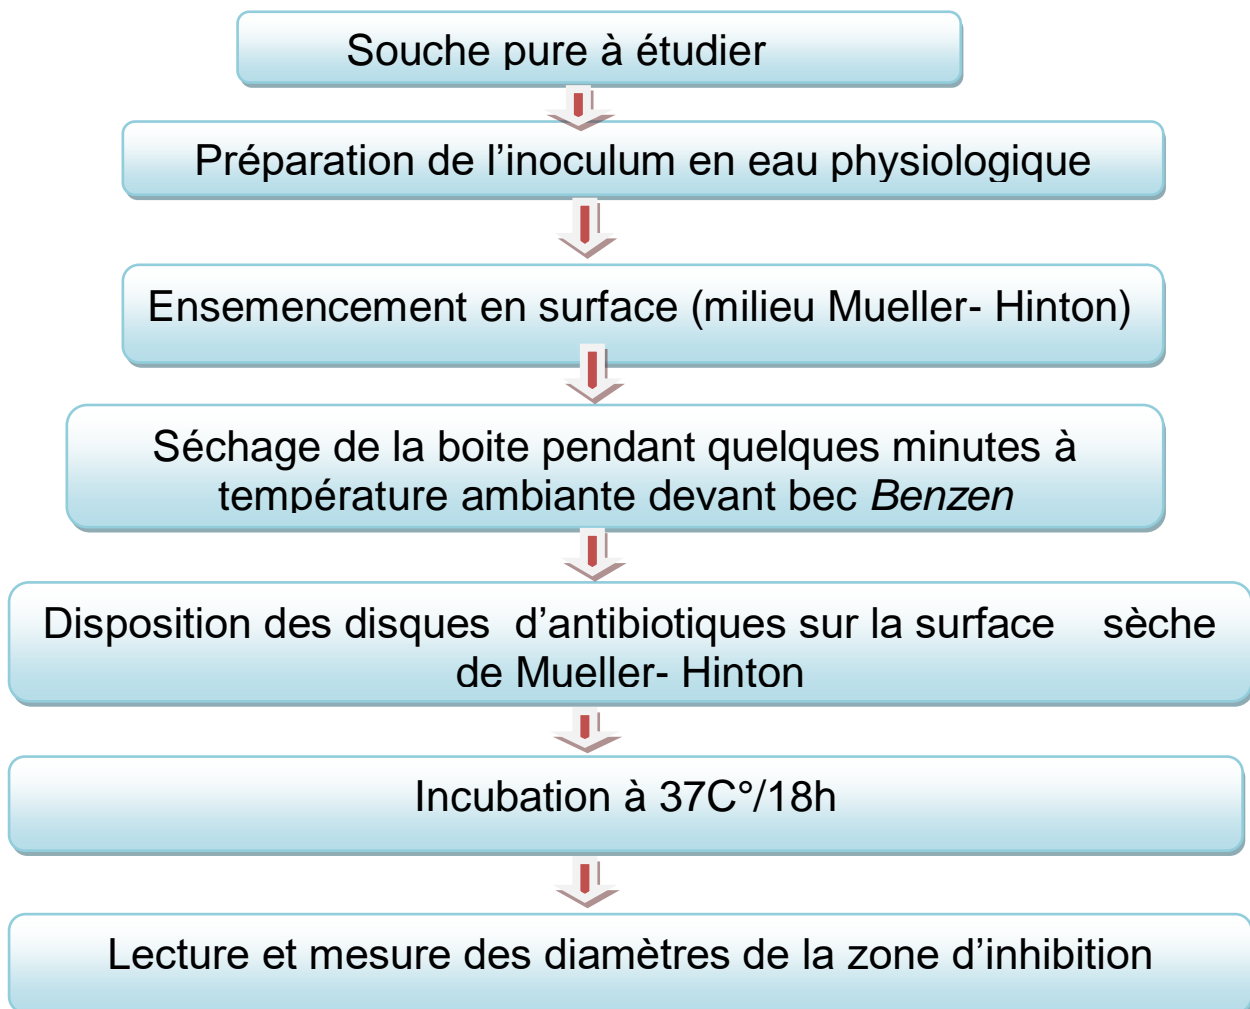 Souche pure à étudier
Préparation de l’inoculum en eau physiologique
Ensemencement en surface (milieu Mueller- Hinton)
Séchage de la boite pendant quelques minutes à
température ambiante devant bec Benzen
Disposition des disques d’antibiotiques sur la surface sèche
de Mueller- Hinton
Incubation à 37C°/18h
Lecture et mesure des diamètres de la zone d’inhibition